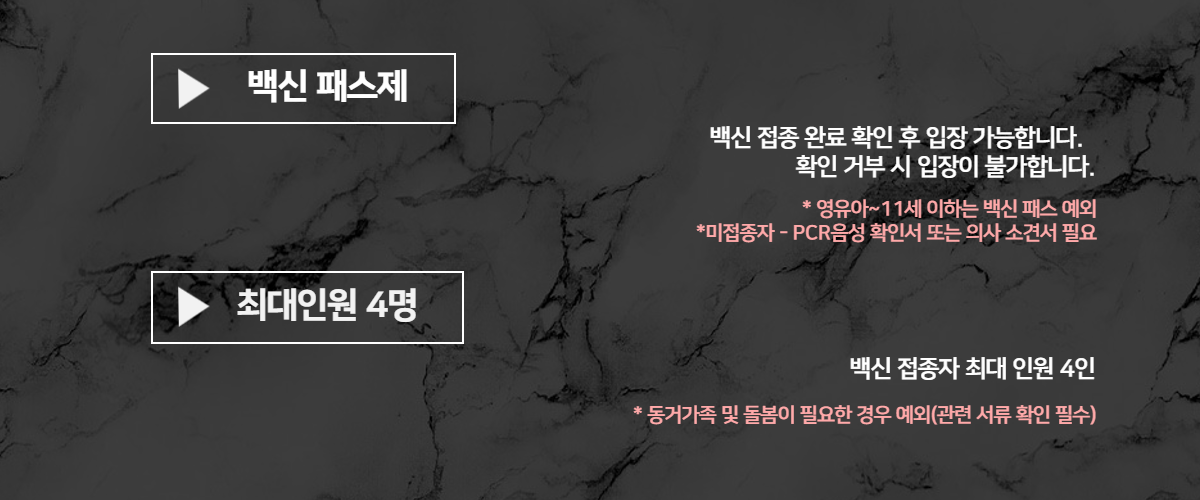 백신 패스제
백신 접종 완료 확인 후 입장 가능합니다.
확인 거부 시 입장이 불가합니다.
* 영유아~11세 이하는 백신 패스 예외
*미접종자 - PCR음성 확인서 또는 의사 소견서 필요
최대인원 4명
백신 접종자 최대 인원 4인
* 동거가족 및 돌봄이 필요한 경우 예외(관련 서류 확인 필수)